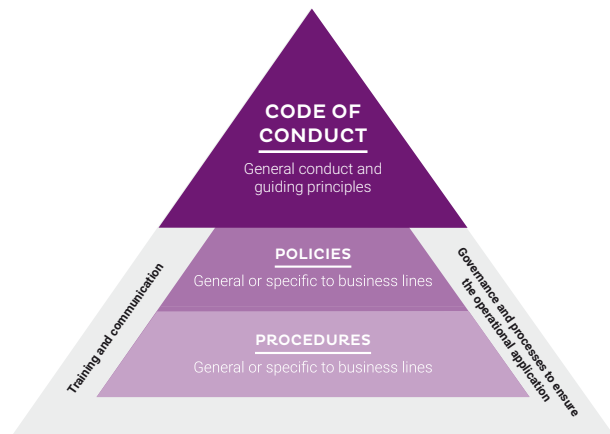 CODE OF
CONDUCT
General conduct and
guiding principles
POLICIES
General or specific to business lines
PROCEDURES
General or specific to business lines
Training and communication
Governance and processes to ensure
the operational application